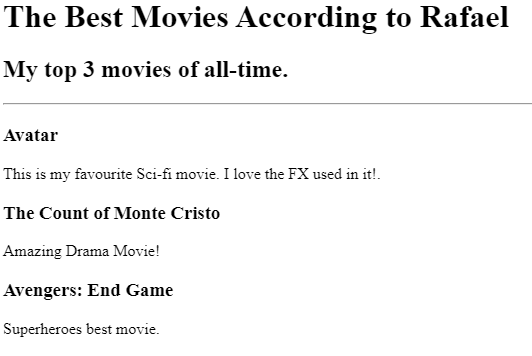 The Best Movies According to Rafael
My top 3 movies of all-time.
Avatar
This is my favourite Sci-fi movie. I love the FX used in it!.
The Count of Monte Cristo
Amazing Drama Movie!
Avengers: End Game
Superheroes best movie.